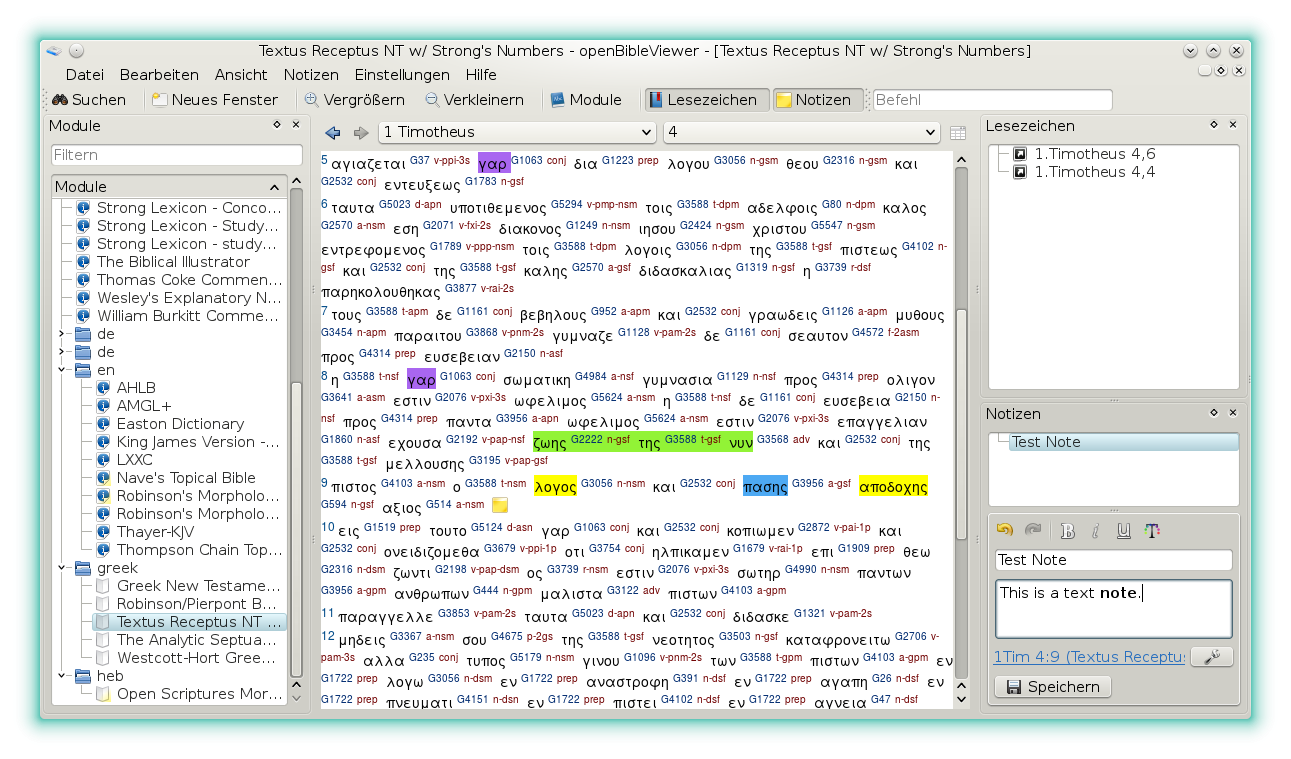 Textus Receptus NT w/ Strong's Numbers - openBibleViewer - [Textus Receptus NT w/ Strong's Numbers]
Datei Bearbeiten Ansicht Notizen Einstellungen Hilfe
Suchen Neues Fenster Vergrößern Verkleinern Module Lesezeichen Notizen Befehl
Module
Filtern
Module
Strong Lexicon - Conco...
Strong Lexicon - Study...
Strong Lexicon - study...
The Biblical Illustrator
Thomas Coke Commen...
Wesley's Explanatory N...
William Burkitt Comme...
de
de
en
AHLB
AMGL+
Easton Dictionary
King James Version -...
LXXC
Nave's Topical Bible
Robinson's Morpholo...
Robinson's Morpholo...
Thayer-KJV
Thompson Chain Top...
greek
Greek New Testame...
Robinson/Pierpont B...
Textus Receptus NT ...
The Analytic Septua...
Westcott-Hort Gree...
heb
Open Scriptures Mor...
1 Timotheus 4
5 αγιαζεται G37 v-ppi-3s γαρ G1063 conj δια G1223 prep λογου G3056 n-gsm θεου G2316 n-gsm και
G2532 conj εντευξεως G1783 n-gsf
6 ταυτα G5023 d-apn υποτιθεμενος G5294 v-pmp-nsm τοις G3588 t-dpm αδελφοις G80 n-dpm καλος
G2570 a-nsm εση G2071 v-fxi-2s διακονος G1249 n-nsm ιησου G2424 n-gsm χριστου G5547 n-gsm
εντρεφομενος G1789 v-ppp-nsm τοις G3588 t-dpm λογοις G3056 n-dpm της G3588 t-gsf πιστεως G4102 n-
gsf και G2532 conj της G3588 t-gsf καλης G2570 a-gsf διδασκαλιας G1319 n-gsf η G3739 r-dsf
παρηκολουθηκας G3877 v-rai-2s
7 τους G3588 t-apm δε G1161 conj βεβηλους G952 a-apm και G2532 conj γραωδεις G1126 a-apm μυθους
G3454 n-apm παραιτου G3868 v-pnm-2s γυμναζε G1128 v-pam-2s δε G1161 conj σεαυτον G4572 f-2asm
προς G4314 prep ευσεβειαν G2150 n-asf
8 η G3588 t-nsf γαρ G1063 conj σωματικη G4984 a-nsf γυμνασια G1129 n-nsf προς G4314 prep ολιγον
G3641 a-asm εστιν G2076 v-pxi-3s ωφελιμος G5624 a-nsm η G3588 t-nsf δε G1161 conj ευσεβεια G2150 n-
nsf προς G4314 prep παντα G3956 a-apn ωφελιμος G5624 a-nsm εστιν G2076 v-pxi-3s επαγγελιαν
G1860 n-asf εχουσα G2192 v-pap-nsf ζωης G2222 n-gsf της G3588 t-gsf νυν G3568 adv και G2532 conj της
G3588 t-gsf μελλουσης G3195 v-pap-gsf
9 πιστος G4103 a-nsm ο G3588 t-nsm λογος G3056 n-nsm και G2532 conj πασης G3956 a-gsf αποδοχης
G594 n-gsf αξιος G514 a-nsm
10 εις G1519 prep τουτο G5124 d-asn γαρ G1063 conj και G2532 conj κοπιωμεν G2872 v-pai-1p και
G2532 conj ονειδιζομεθα G3679 v-ppi-1p οτι G3754 conj ηλπικαμεν G1679 v-rai-1p επι G1909 prep θεω
G2316 n-dsm ζωντι G2198 v-pap-dsm ος G3739 r-nsm εστιν G2076 v-pxi-3s σωτηρ G4990 n-nsm παντων
G3956 a-gpm ανθρωπων G444 n-gpm μαλιστα G3122 adv πιστων G4103 a-gpm
11 παραγγελλε G3853 v-pam-2s ταυτα G5023 d-apn και G2532 conj διδασκε G1321 v-pam-2s
12 μηδεις G3367 a-nsm σου G4675 p-2gs της G3588 t-gsf νεοτητος G3503 n-gsf καταφρονειτω G2706 v-
pam-3s αλλα G235 conj τυπος G5179 n-nsm γινου G1096 v-pnm-2s των G3588 t-gpm πιστων G4103 a-gpm εν
G1722 prep λογω G3056 n-dsm εν G1722 prep αναστροφη G391 n-dsf εν G1722 prep αγαπη G26 n-dsf εν
G1722 prep πνευματι G4151 n-dsn εν G1722 prep πιστει G4102 n-dsf εν G1722 prep αγνεια G47 n-dsf
Lesezeichen
1.Timotheus 4,6
1.Timotheus 4,4
Notizen
Test Note
B i U T
Test Note
This is a text note.
1Tim 4:9 (Textus Receptu
Speichern